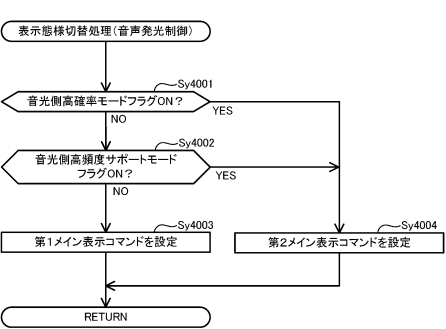 表示態様切替処理(音声発光制御)
Sy4001
音光側高確率モードフラグON?
YES
NO
Sy4002
音光側高頻度サポートモード
フラグON?
YES
NO
Sy4003
第1メイン表示コマンドを設定
Sy4004
第2メイン表示コマンドを設定
RETURN